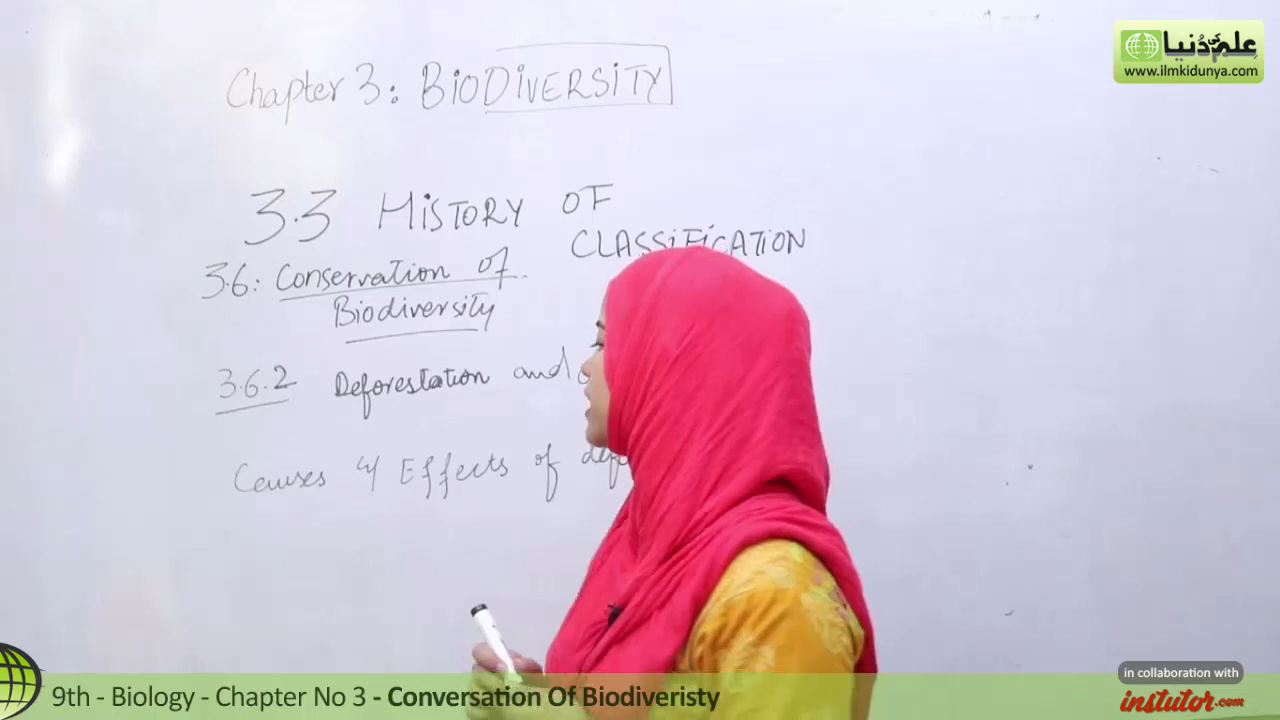 علم کی دُنیا
www.ilmkidunya.com
Chapter 3: BIODIVERSITY
3.3 HISTORY OF
CLASSIFICATION
3.6: Conservation of
Biodiversity
3.6.2 Deforestation and
Causes & Effects of def
in collaboration with
instutor.com
9th - Biology - Chapter No 3 - Conversation Of Biodiveristy